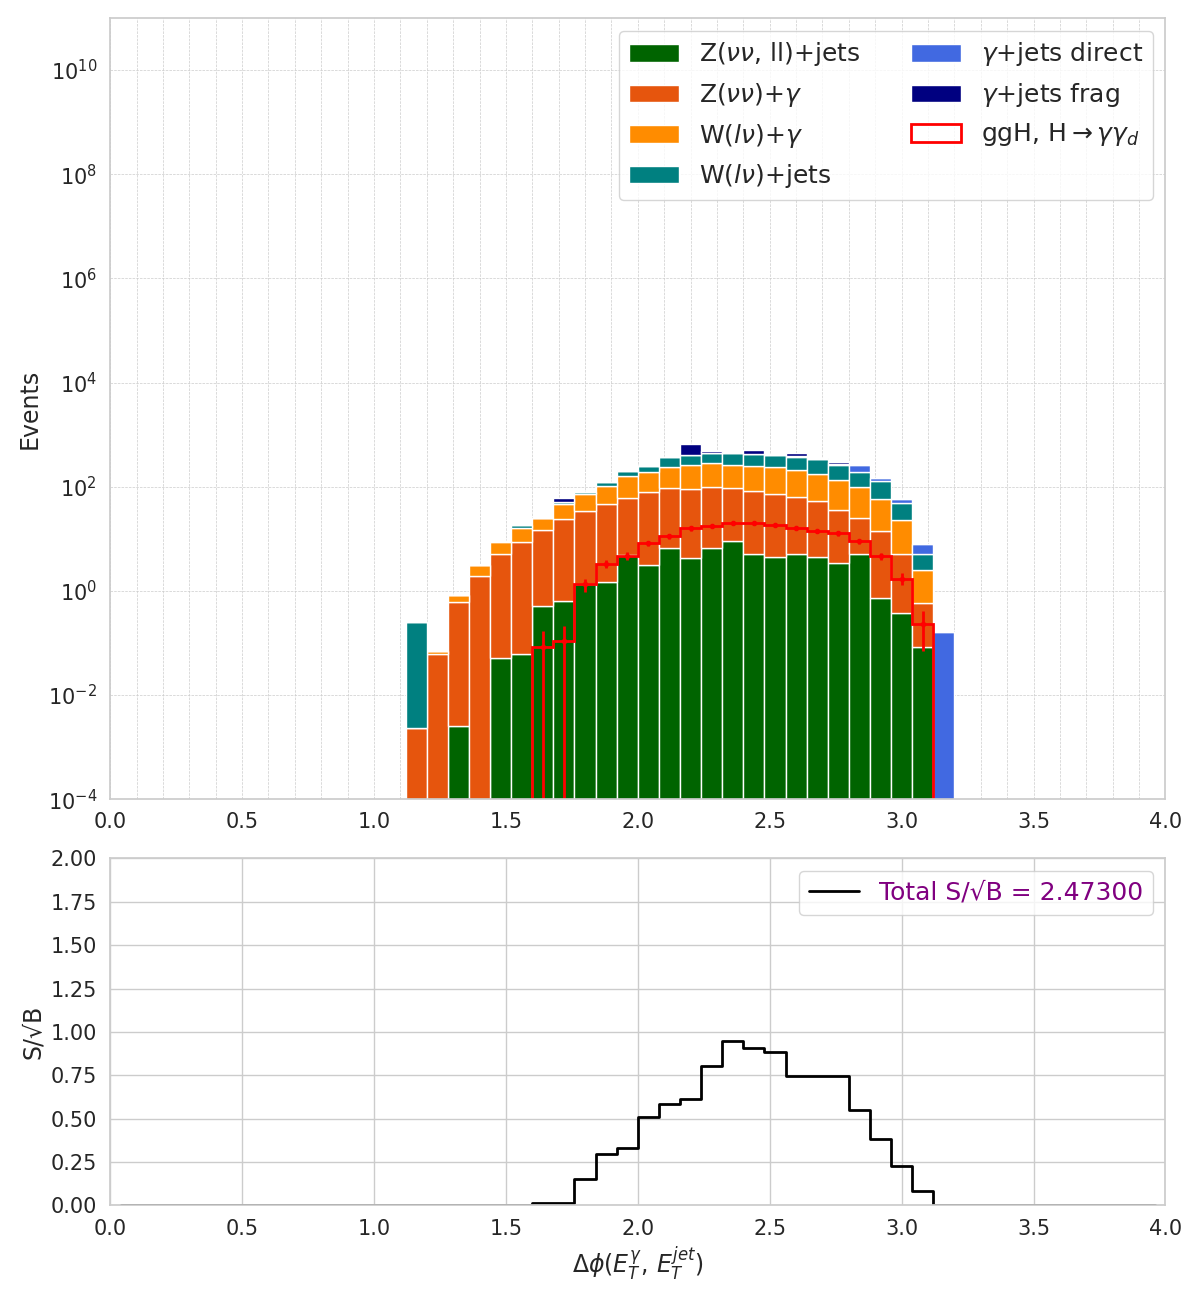 Z(νν, ll)+jets
Z(νν)+γ
W(lν)+γ
W(lν)+jets
γ+jets direct
γ+jets frag
ggH, H→γγ_d
Events
10^10
10^8
10^6
10^4
10^2
10^0
10^−2
10^−4
0.0 0.5 1.0 1.5 2.0 2.5 3.0 3.5 4.0
Total S/√B = 2.47300
S/√B
2.00
1.75
1.50
1.25
1.00
0.75
0.50
0.25
0.00
0.0 0.5 1.0 1.5 2.0 2.5 3.0 3.5 4.0
Δϕ(E_T^γ, E_T^jet)